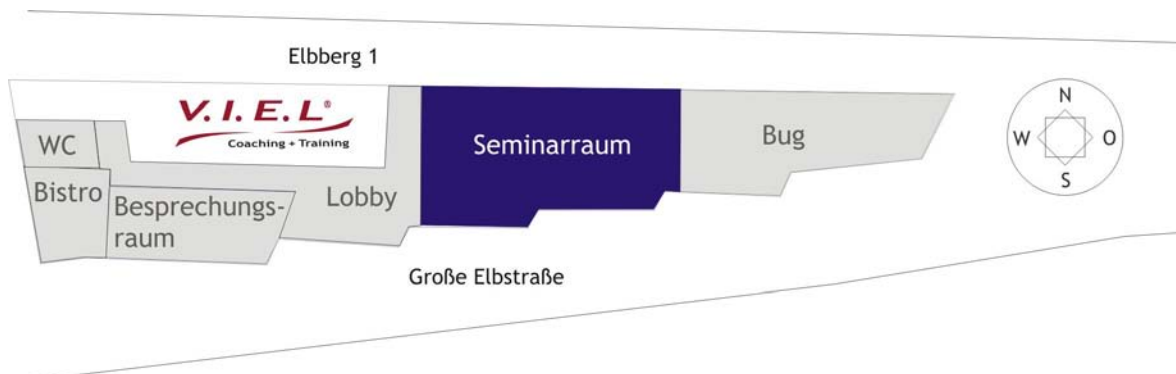 Elbberg 1
V.I.E.L®
Coaching + Training
WC
Bistro
Besprechungs-
raum
Lobby
Seminarraum
Bug
N
W O
S
Große Elbstraße